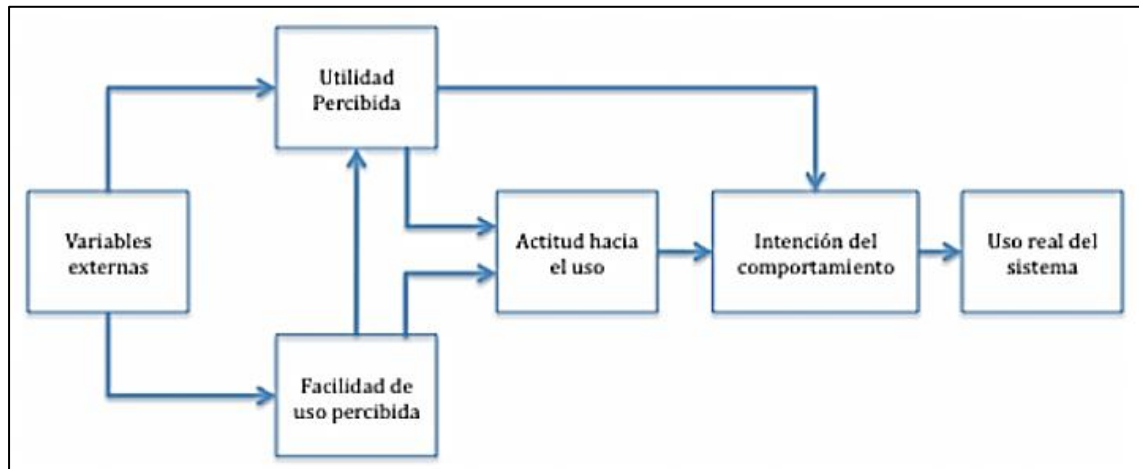 Utilidad
Percibida
Variables
externas
Actitud hacia
el uso
Intención del
comportamiento
Uso real del
sistema
Facilidad de
uso percibida